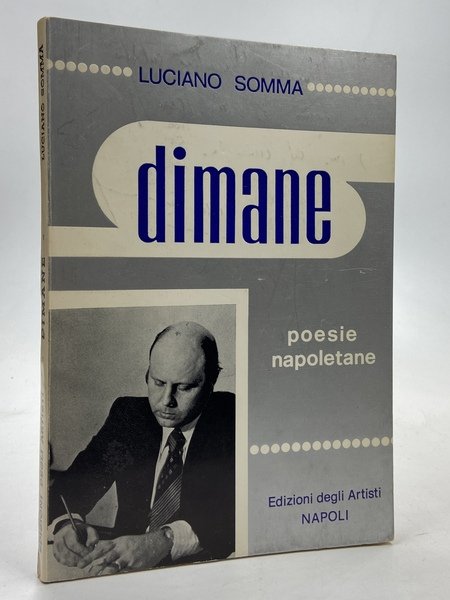 LUCIANO SOMMA
dimane
poesie
napoletane
Edizioni degli Artisti
NAPOLI
LUCIANO SOMMA
DIMANE